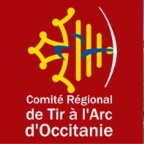 Comité Régional
de Tir à l'Arc
d'Occitanie